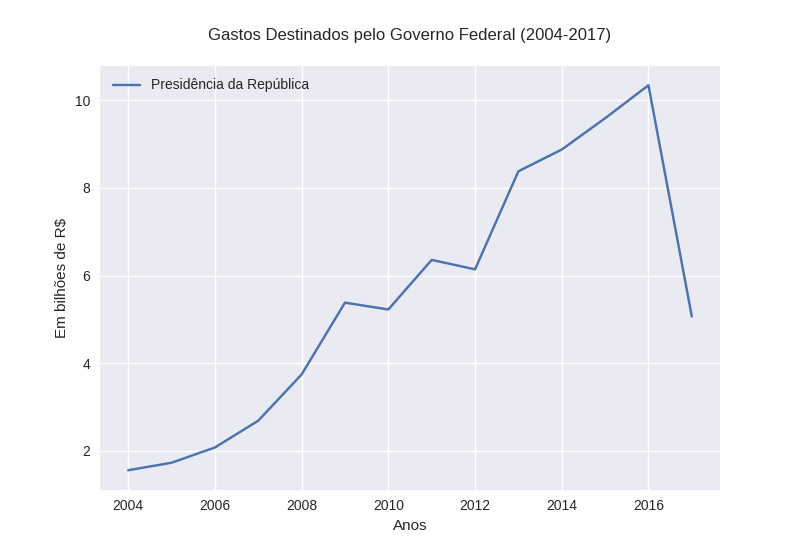 Gastos Destinados pelo Governo Federal (2004-2017)
Presidência da República
10
8
6
4
2
Em bilhões de R$
2004 2006 2008 2010 2012 2014 2016
Anos